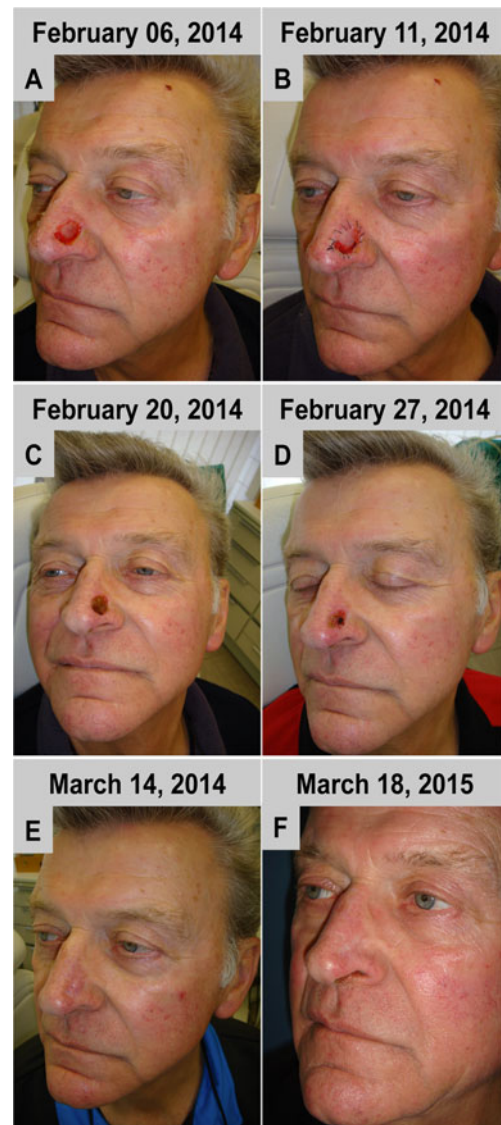 February 06, 2014
February 11, 2014
A
B
February 20, 2014
February 27, 2014
C
D
March 14, 2014
March 18, 2015
E
F